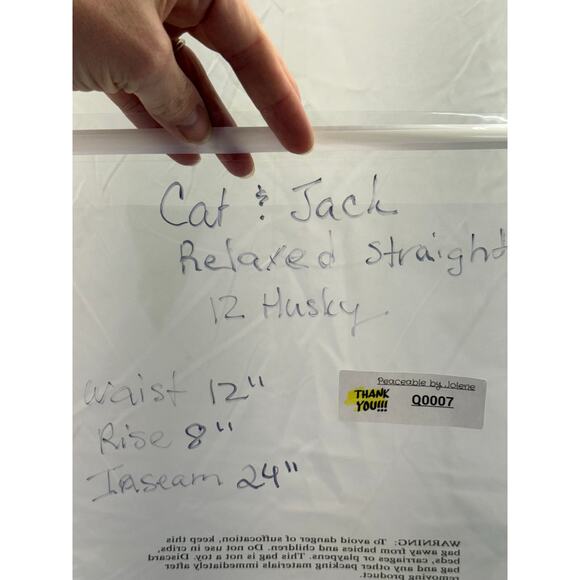 Cat & Jack
Relaxed Straight
12 Husky
Waist 12"
Rise 8"
Inseam 24"
Peaceable by Jolene
THANK
YOU!!!
Q0007
WARNING: To avoid danger of suffocation, keep this
bag away from babies and children. Do not use in cribs,
beds, carriages or playpens. This bag is not a toy. Discard
bag and any other packing materials immediately after
removing product.